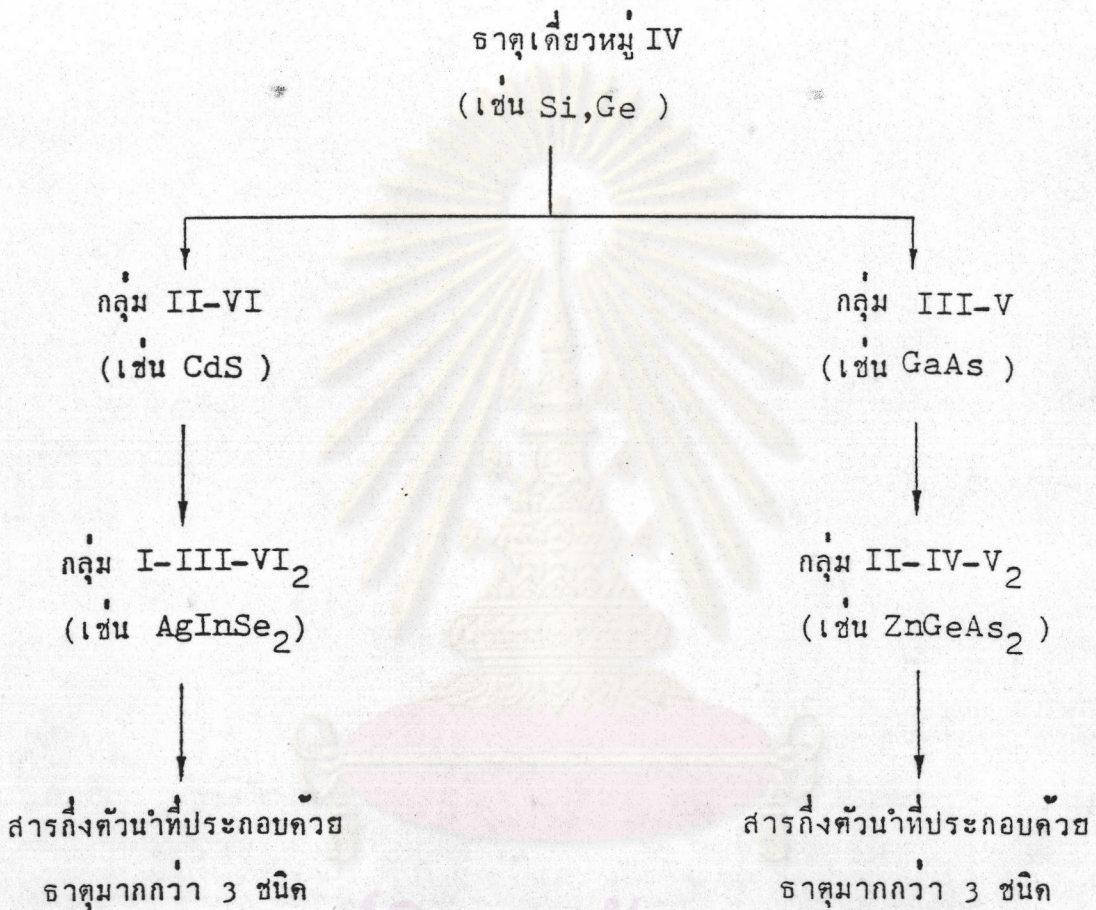 ธาตุเดี่ยวหมู่ IV
(เช่น Si,Ge )
กลุ่ม II-VI
(เช่น CdS )
กลุ่ม III-V
(เช่น GaAs )
กลุ่ม I-III-VI₂
(เช่น AgInSe₂)
กลุ่ม II-IV-V₂
(เช่น ZnGeAs₂ )
สารกึ่งตัวนำที่ประกอบด้วย
ธาตุมากกว่า 3 ชนิด
สารกึ่งตัวนำที่ประกอบด้วย
ธาตุมากกว่า 3 ชนิด